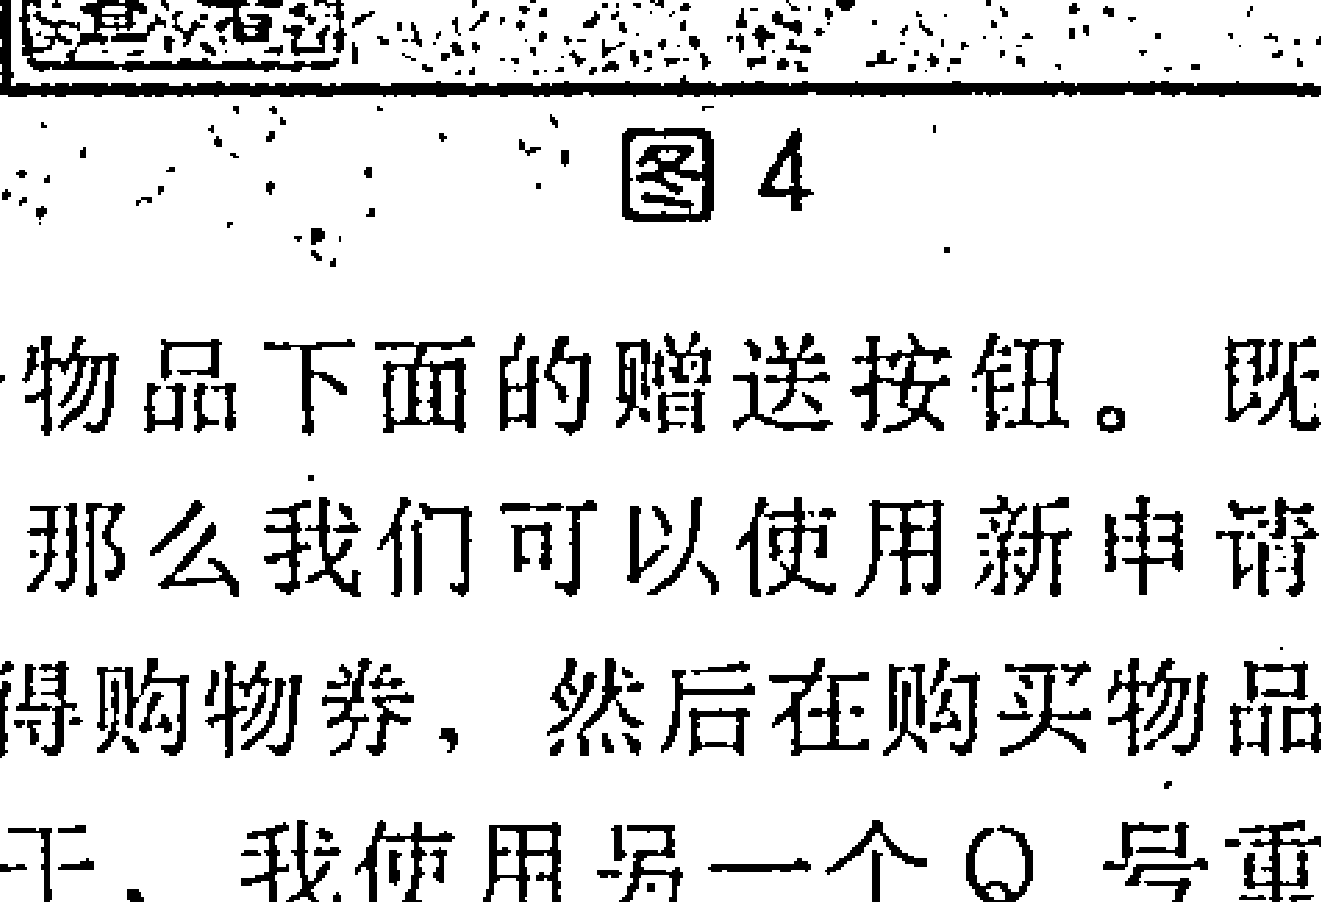 图 4
物品下面的赠送按钮。 既
那么我们可以使用新申请
得购物券，然后在购买物品
干，我使用另一个Q 号重